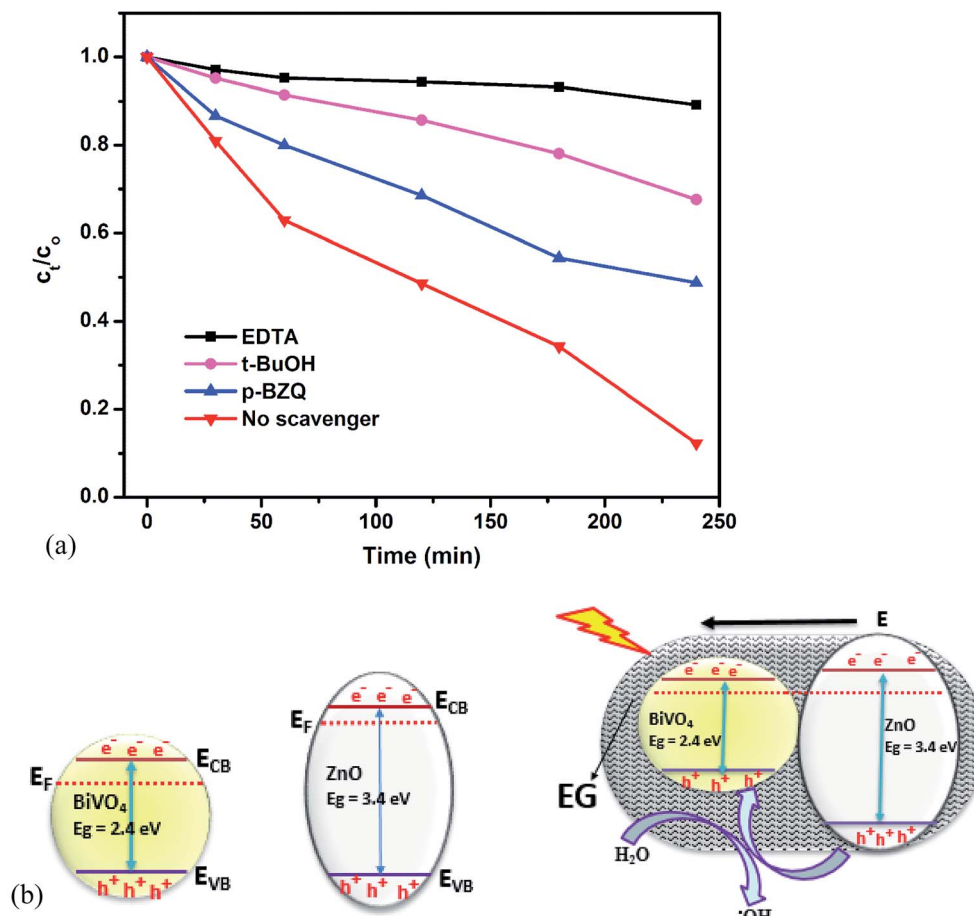 1.0
0.8
0.6
0.4
0.2
0.0
c_t/c_o
EDTA
t-BuOH
p-BZQ
No scavenger
0 50 100 150 200 250
Time (min)
(a)
e⁻ e⁻ e⁻
E_CB
E_F
BiVO₄
Eg = 2.4 eV
E_VB
h⁺ h⁺ h⁺
e⁻ e⁻ e⁻
E_CB
E_F
ZnO
Eg = 3.4 eV
E_VB
h⁺ h⁺ h⁺
E
e⁻ e⁻ e⁻
BiVO₄
Eg = 2.4 eV
h⁺ h⁺ h⁺
e⁻ e⁻ e⁻
ZnO
Eg = 3.4 eV
h⁺ h⁺ h⁺
EG
H₂O
·OH
(b)